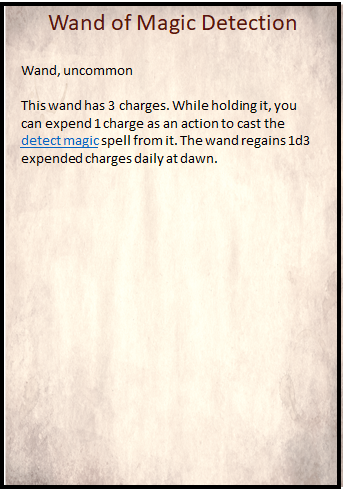 Wand of Magic Detection
Wand, uncommon
This wand has 3 charges. While holding it, you
can expend 1 charge as an action to cast the
detect magic spell from it. The wand regains 1d3
expended charges daily at dawn.